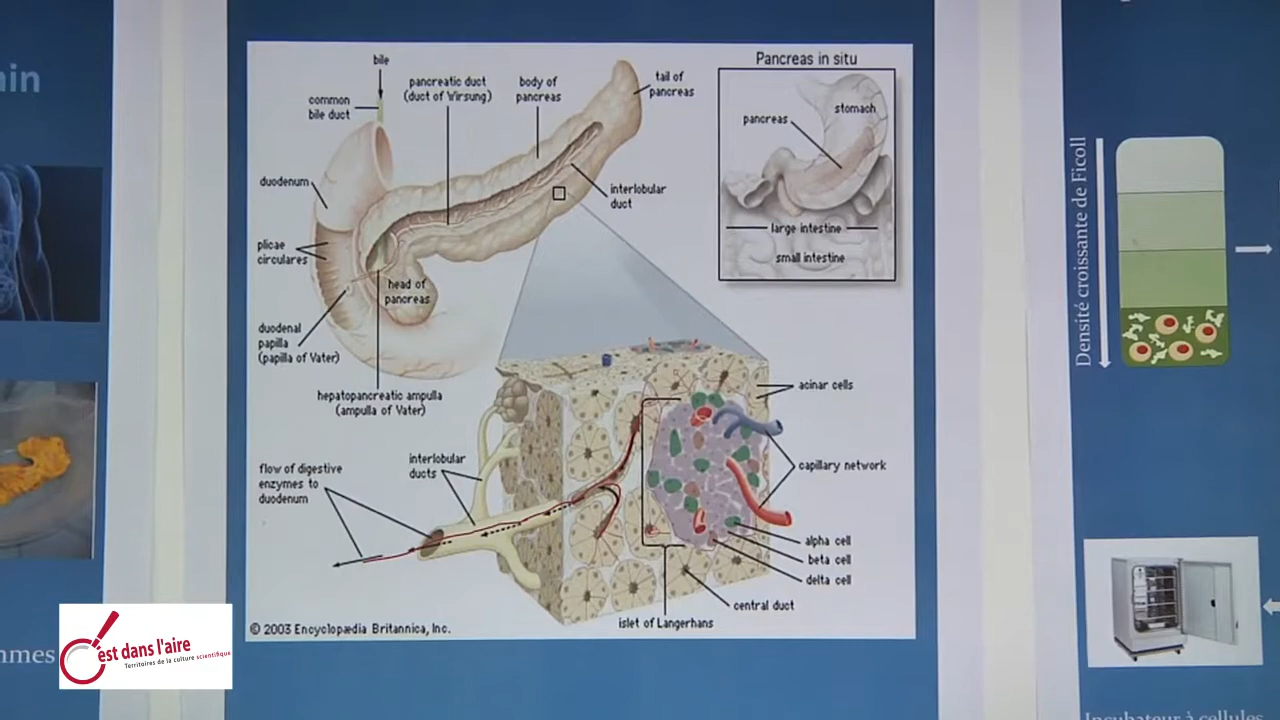 bile
common
bile duct
pancreatic duct
(duct of Wirsung)
body of
pancreas
tail of
pancreas
duodenum
interlobular
duct
plicae
circulares
head of
pancreas
duodenal
papilla
(papilla of Vater)
hepatopancreatic ampulla
(ampulla of Vater)
Pancreas in situ
stomach
pancreas
large intestine
small intestine
acinar cells
interlobular
ducts
flow of digestive
enzymes to
duodenum
capillary network
alpha cell
beta cell
delta cell
central duct
islet of Langerhans
© 2003 Encyclopædia Britannica, Inc.
Densité croissante de Ficoll
Incubateur à cellules
C'est dans l'aire
Territoires de la culture scientifique